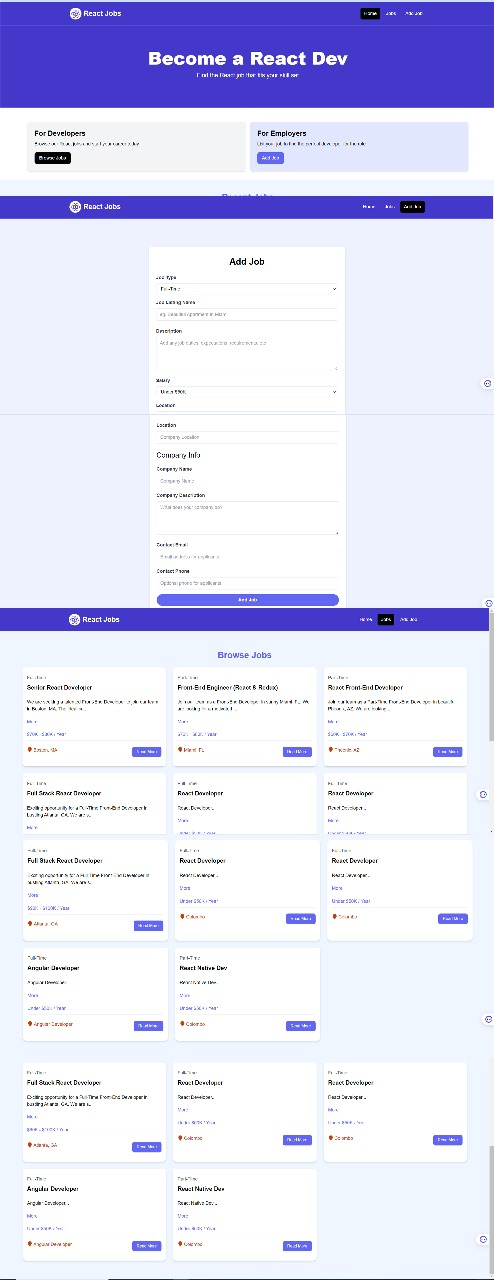 React Jobs
Home Jobs Add Job
Become a React Dev
Find the React job that fits your skill set
For Developers
Browse our React jobs and start your career today
Browse Jobs
For Employers
List your job to find the perfect developer for the role
Add Job
React Jobs
Home Jobs Add Job
Add Job
Job Type
Full-Time
Job Listing Name
eg. Beautiful Apartment In Miami
Description
Add any job duties, expectations, requirements, etc
Salary
Under $50K
Location
Location
Company Location
Company Info
Company Name
Company Name
Company Description
What does your company do?
Contact Email
Email address for applicants
Contact Phone
Optional phone for applicants
Add Job
React Jobs
Home Jobs Add Job
Browse Jobs
Full-Time
Senior React Developer
We are seeking a talented Front-End Developer to join our team
in Boston, MA. The ideal
More
$70K - $80K / Year
Boston, MA
Read More
Part-Time
Front-End Engineer (React & Redux)
Join our team as a Front-End Developer in sunny Miami, FL. We
are looking for a motivated
More
$70K - $80K / Year
Miami, FL
Read More
Part-Time
React Front-End Developer
Join our team as a Part-Time Front-End Developer in beautiful
Pheonix, AZ. We are looking
More
/ Year
Pheonix, AZ
Read More
Full-Time
Full Stack React Developer
Exciting opportunity for a Full-Time Front-End Developer in
bustling Atlanta, GA. We are s...
More
Full-Time
React Developer
React Developer...
More
Full-Time
React Developer
React Developer...
More
Full-Time
Full Stack React Developer
Exciting opportunity for a Full-Time Front-End Developer in
bustling Atlanta, GA. We are s...
More
$90K - $100K / Year
Atlanta, GA
Read More
Full-Time
React Developer
React Developer...
More
Under $50K / Year
Colombo
Read More
Full-Time
React Developer
React Developer...
More
Under $50K / Year
Colombo
Read More
Full-Time
Angular Developer
Angular Developer...
More
Under $50K / Year
Angular Developer
Read More
Part-Time
React Native Dev
React Native Dev...
More
Under $50K / Year
Colombo
Read More
Full-Time
Full Stack React Developer
Exciting opportunity for a Full-Time Front-End Developer in
bustling Atlanta, GA. We are s...
More
$90K - $100K / Year
Atlanta, GA
Read More
Full-Time
React Developer
React Developer...
More
Under $50K / Year
Colombo
Read More
Full-Time
React Developer
React Developer...
More
Under $50K / Year
Colombo
Read More
Full-Time
Angular Developer
Angular Developer...
More
Under $50K / Year
Angular Developer
Read More
Part-Time
React Native Dev
React Native Dev...
More
Under $50K / Year
Colombo
Read More